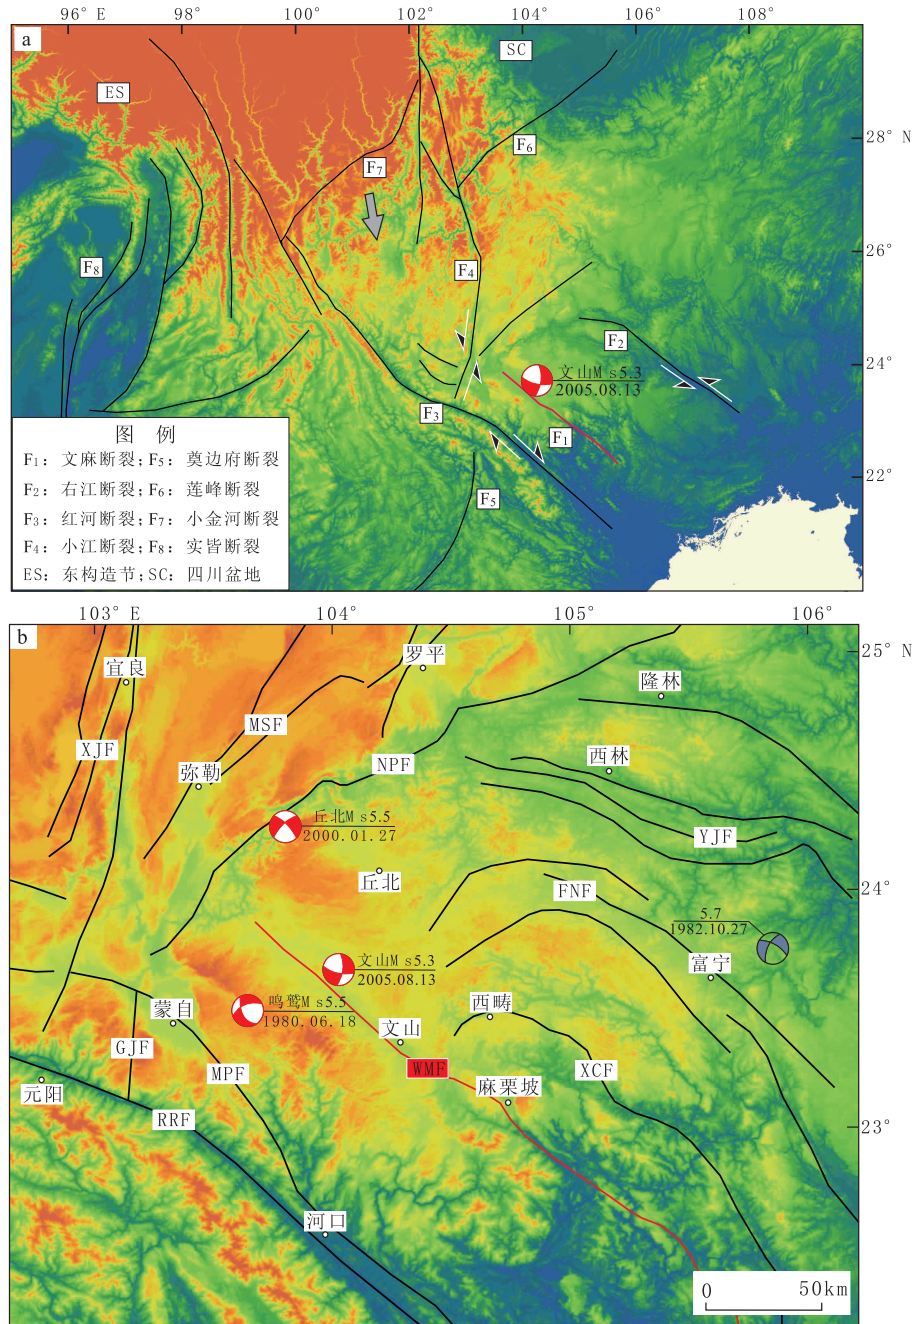 96°E 98° 100° 102° 104° 106° 108°
a
SC
ES
28°N
F6
F7
26°
F8
F4
F2
24°
文山Ms5.3
2005.08.13
F3
F1
22°
F5
图 例
F1: 文麻断裂; F5: 奠边府断裂
F2: 右江断裂; F6: 莲峰断裂
F3: 红河断裂; F7: 小金河断裂
F4: 小江断裂; F8: 实皆断裂
ES: 东构造节; SC: 四川盆地
103°E 104° 105° 106°
b
25°N
罗平
宜良
隆林
MSF
XJF
西林
NPF
弥勒
丘北Ms5.5
2000.01.27
YJF
丘北
FNF
24°
5.7
1982.10.27
文山Ms5.3
2005.08.13
富宁
鸣鹫Ms5.5
1980.06.18
西畴
蒙自
文山
GJF
MPF
WMF
XCF
元阳
麻栗坡
RRF
23°
河口
0 50km